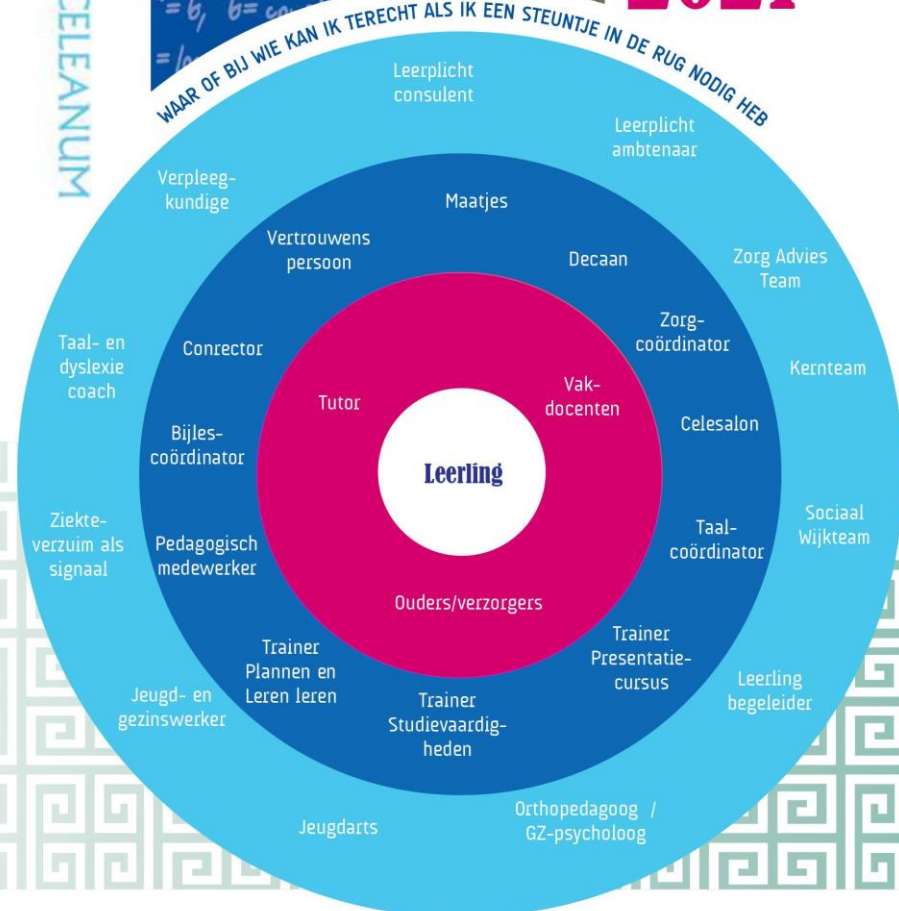 CELEANUM
2021
WAAR OF BIJ WIE KAN IK TERECHT ALS IK EEN STEUNTJE IN DE RUG NODIG HEB
Leerplicht
consulent
Leerplicht
ambtenaar
Verpleeg-
kundige
Maatjes
Vertrouwens
persoon
Decaan
Zorg Advies
Team
Zorg-
coördinator
Taal- en
dyslexie
coach
Conrector
Kernteam
Tutor
Vak-
docenten
Celesalon
Bijles-
coördinator
Leerling
Ziekte-
verzuim als
signaal
Pedagogisch
medewerker
Taal-
coördinator
Sociaal
Wijkteam
Ouders/verzorgers
Trainer
Plannen en
Leren leren
Trainer
Presentatie-
cursus
Jeugd- en
gezinswerker
Trainer
Studievaardig-
heden
Leerling
begeleider
Jeugdarts
Orthopedagoog /
GZ-psycholoog